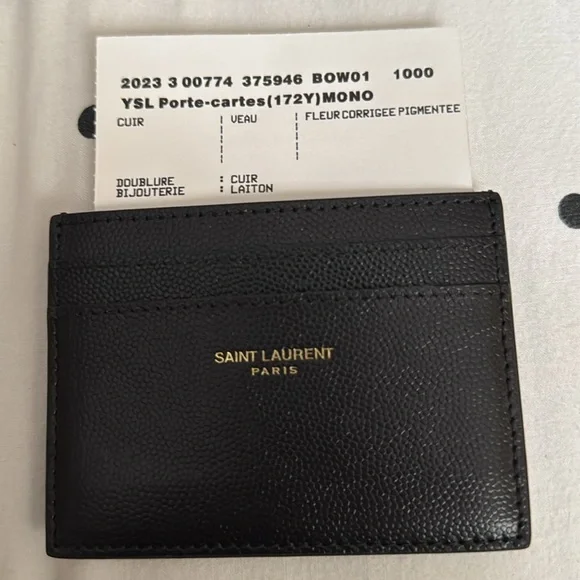 2023 3 00774 375946 BOW01 1000
YSL Porte-cartes(172Y)MONO
CUIR | VEAU | FLEUR CORRIGEE PIGMENTEE
DOUBLURE : CUIR
BIJOUTERIE : LAITON
SAINT LAURENT
PARIS